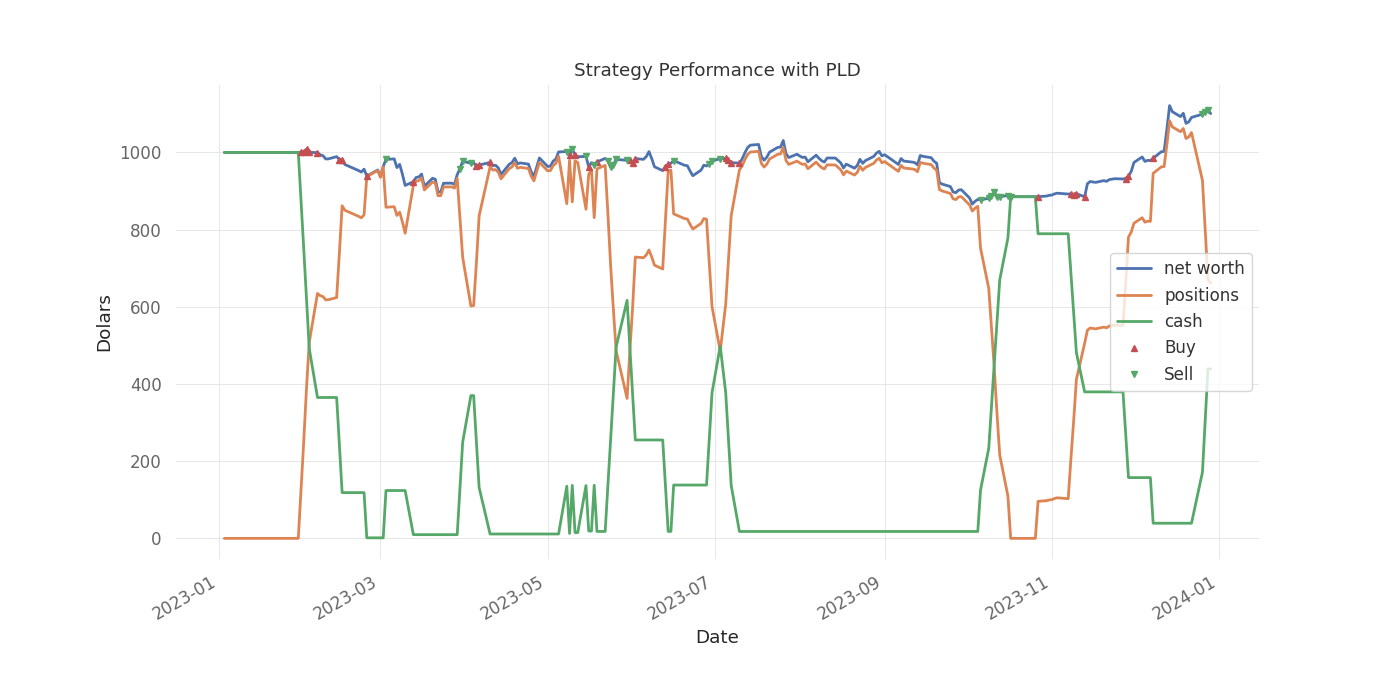 Strategy Performance with PLD
Dolars
1000
800
600
400
200
0
net worth
positions
cash
Buy
Sell
2023-01
2023-03
2023-05
2023-07
2023-09
2023-11
2024-01
Date